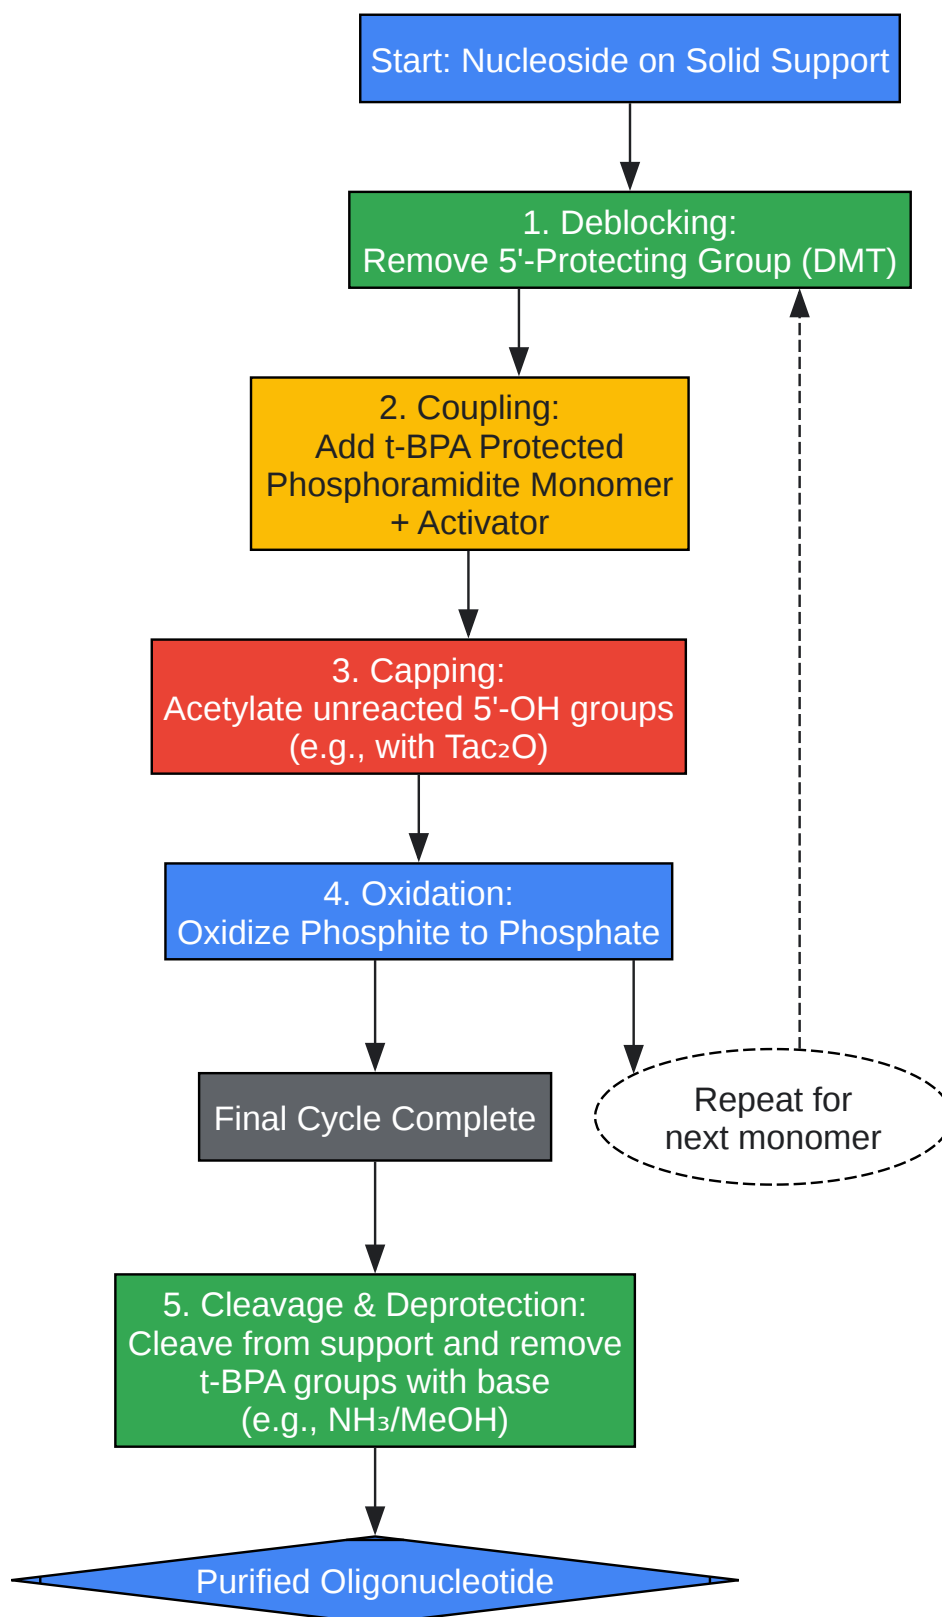 Start: Nucleoside on Solid Support
1. Deblocking:
Remove 5'-Protecting Group (DMT)
2. Coupling:
Add t-BPA Protected
Phosphoramidite Monomer
+ Activator
3. Capping:
Acetylate unreacted 5'-OH groups
(e.g., with Tac₂O)
4. Oxidation:
Oxidize Phosphite to Phosphate
Final Cycle Complete
Repeat for
next monomer
5. Cleavage & Deprotection:
Cleave from support and remove
t-BPA groups with base
(e.g., NH₃/MeOH)
Purified Oligonucleotide